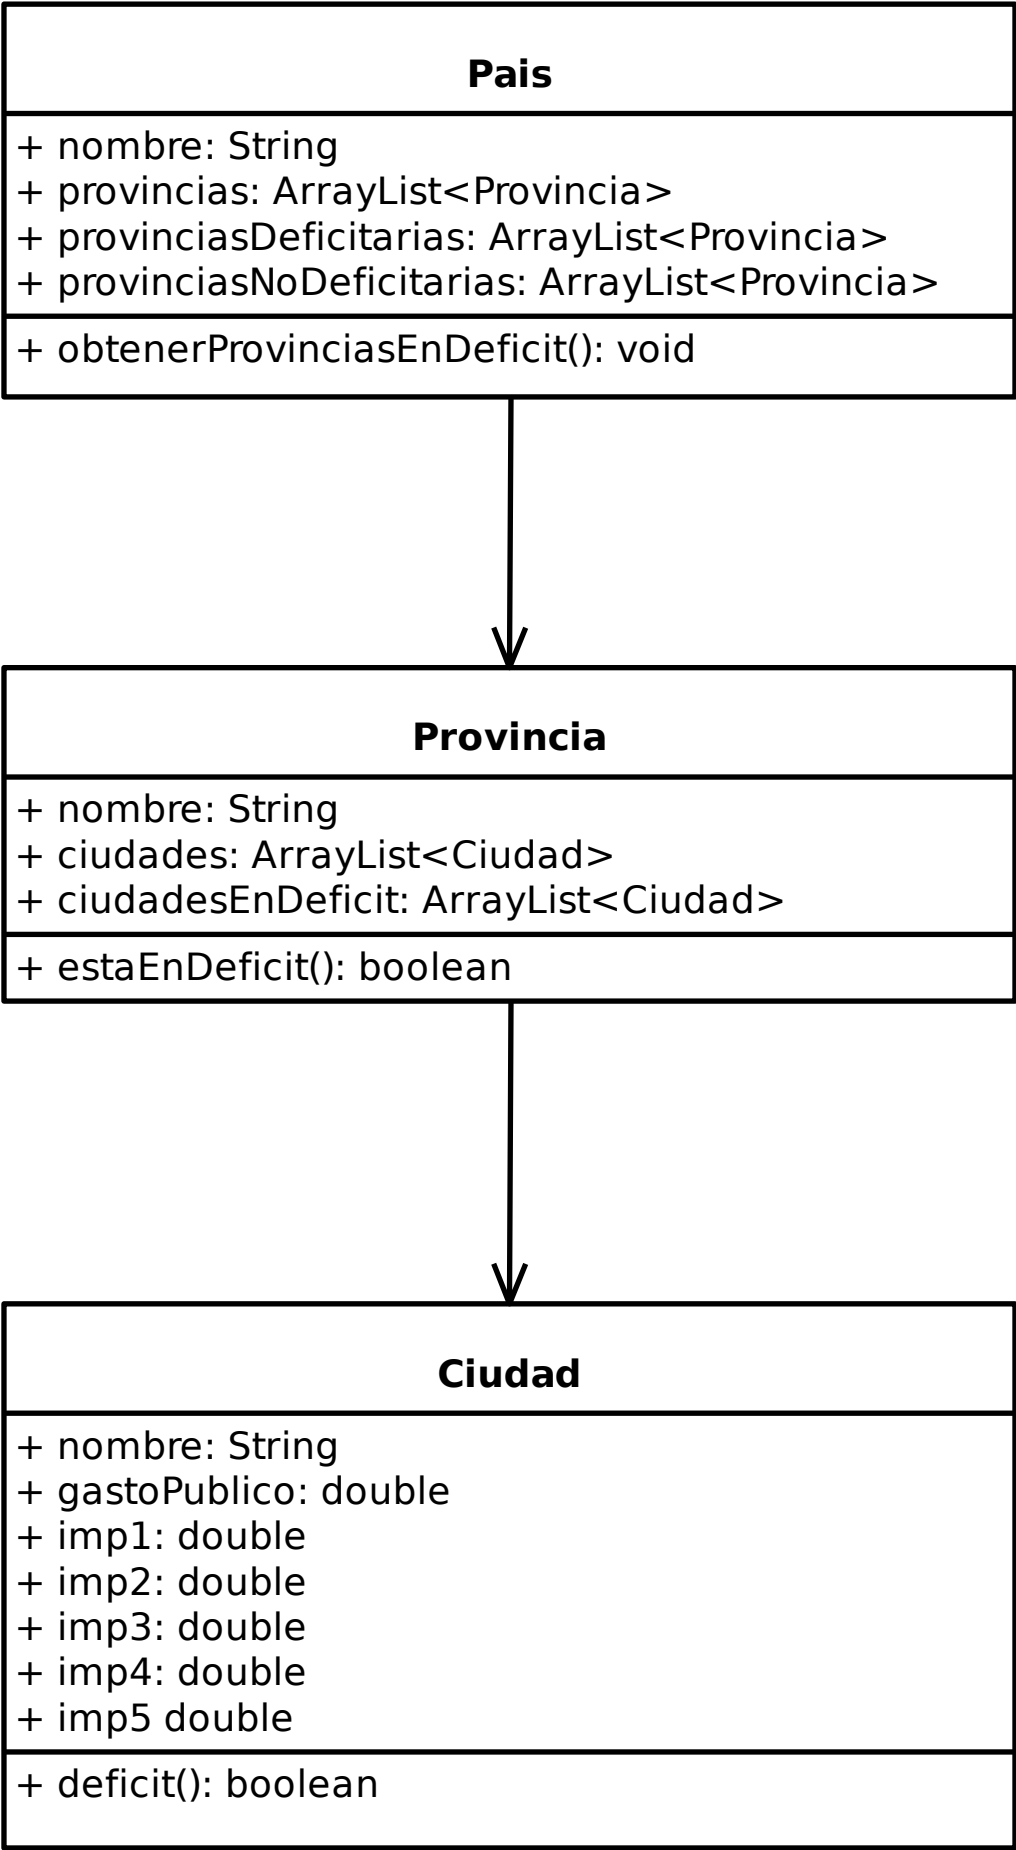 Pais
+ nombre: String
+ provincias: ArrayList<Provincia>
+ provinciasDeficitarias: ArrayList<Provincia>
+ provinciasNoDeficitarias: ArrayList<Provincia>
+ obtenerProvinciasEnDeficit(): void
Provincia
+ nombre: String
+ ciudades: ArrayList<Ciudad>
+ ciudadesEnDeficit: ArrayList<Ciudad>
+ estaEnDeficit(): boolean
Ciudad
+ nombre: String
+ gastoPublico: double
+ imp1: double
+ imp2: double
+ imp3: double
+ imp4: double
+ imp5 double
+ deficit(): boolean